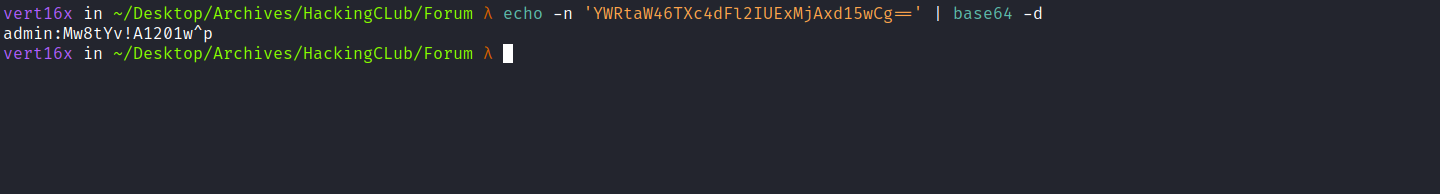 vert16x in ~/Desktop/Archives/HackingCLub/Forum λ echo -n 'YWRtaW46TXc4dFl2IUExMjAxd15wCg==' | base64 -d
admin:Mw8tYv!A1201w^p
vert16x in ~/Desktop/Archives/HackingCLub/Forum λ